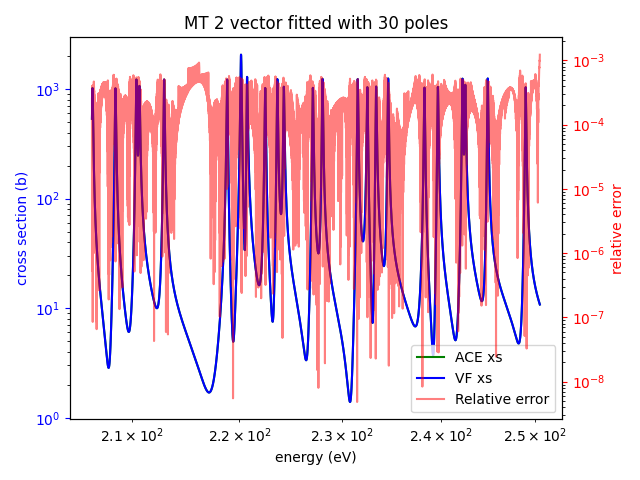 MT 2 vector fitted with 30 poles
10³
10²
10¹
10⁰
cross section (b)
10⁻³
10⁻⁴
10⁻⁵
10⁻⁶
10⁻⁷
10⁻⁸
relative error
ACE xs
VF xs
Relative error
2.1 × 10² 2.2 × 10² 2.3 × 10² 2.4 × 10² 2.5 × 10²
energy (eV)